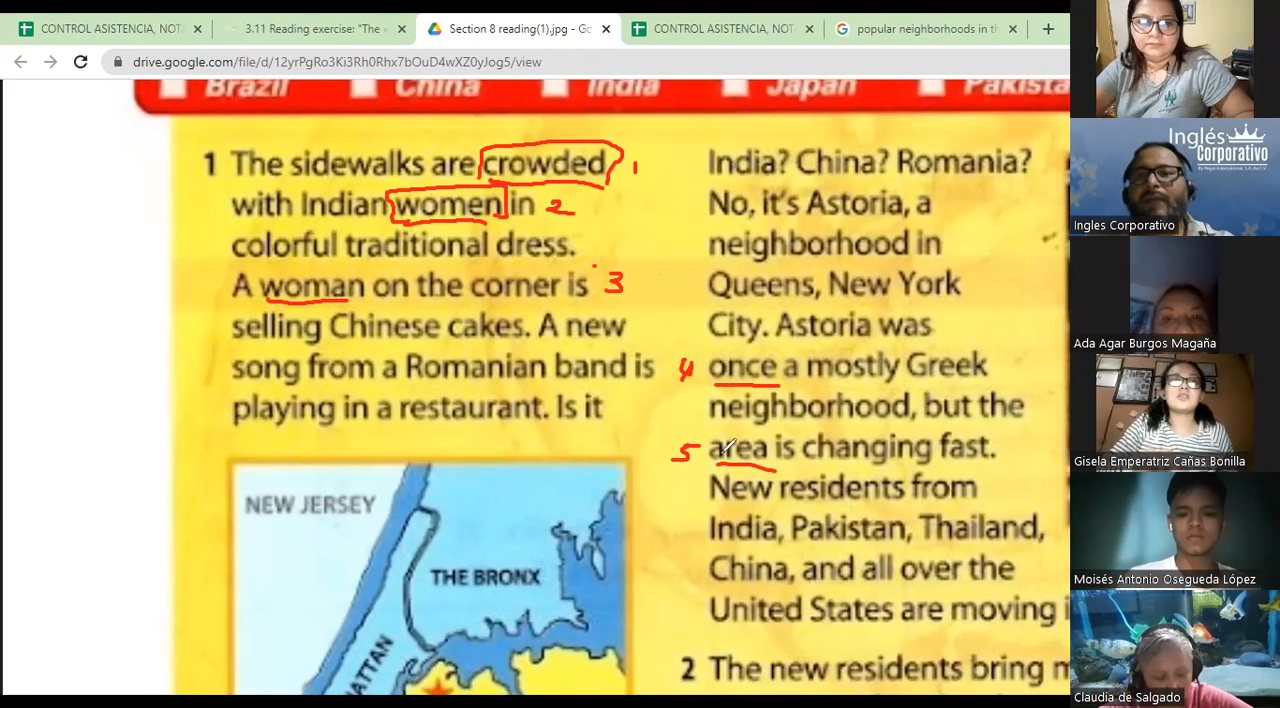 CONTROL ASISTENCIA, NOT
3.11 Reading exercise: "The
Section 8 reading(1).jpg - Go
CONTROL ASISTENCIA, NOT
popular neighborhoods in
drive.google.com/file/d/12yrPgRo3Ki3Rh0Rhx7bOuD4wXZ0yJog5/view
Brazil
China
India
Japan
Pakista
1 The sidewalks are crowded 1
with Indian women in 2
colorful traditional dress.
A woman on the corner is 3
selling Chinese cakes. A new
song from a Romanian band is
playing in a restaurant. Is it
NEW JERSEY
THE BRONX
HATTAN
India? China? Romania?
No, it's Astoria, a
neighborhood in
Queens, New York
City. Astoria was
4 once a mostly Greek
neighborhood, but the
5 area is changing fast.
New residents from
India, Pakistan, Thailand,
China, and all over the
United States are moving i
2 The new residents bring m
Inglés
Corporativo
Ingles Corporativo
Ada Agar Burgos Magaña
Gisela Emperatriz Cañas Bonilla
Moisés Antonio Osegueda López
Claudia de Salgado